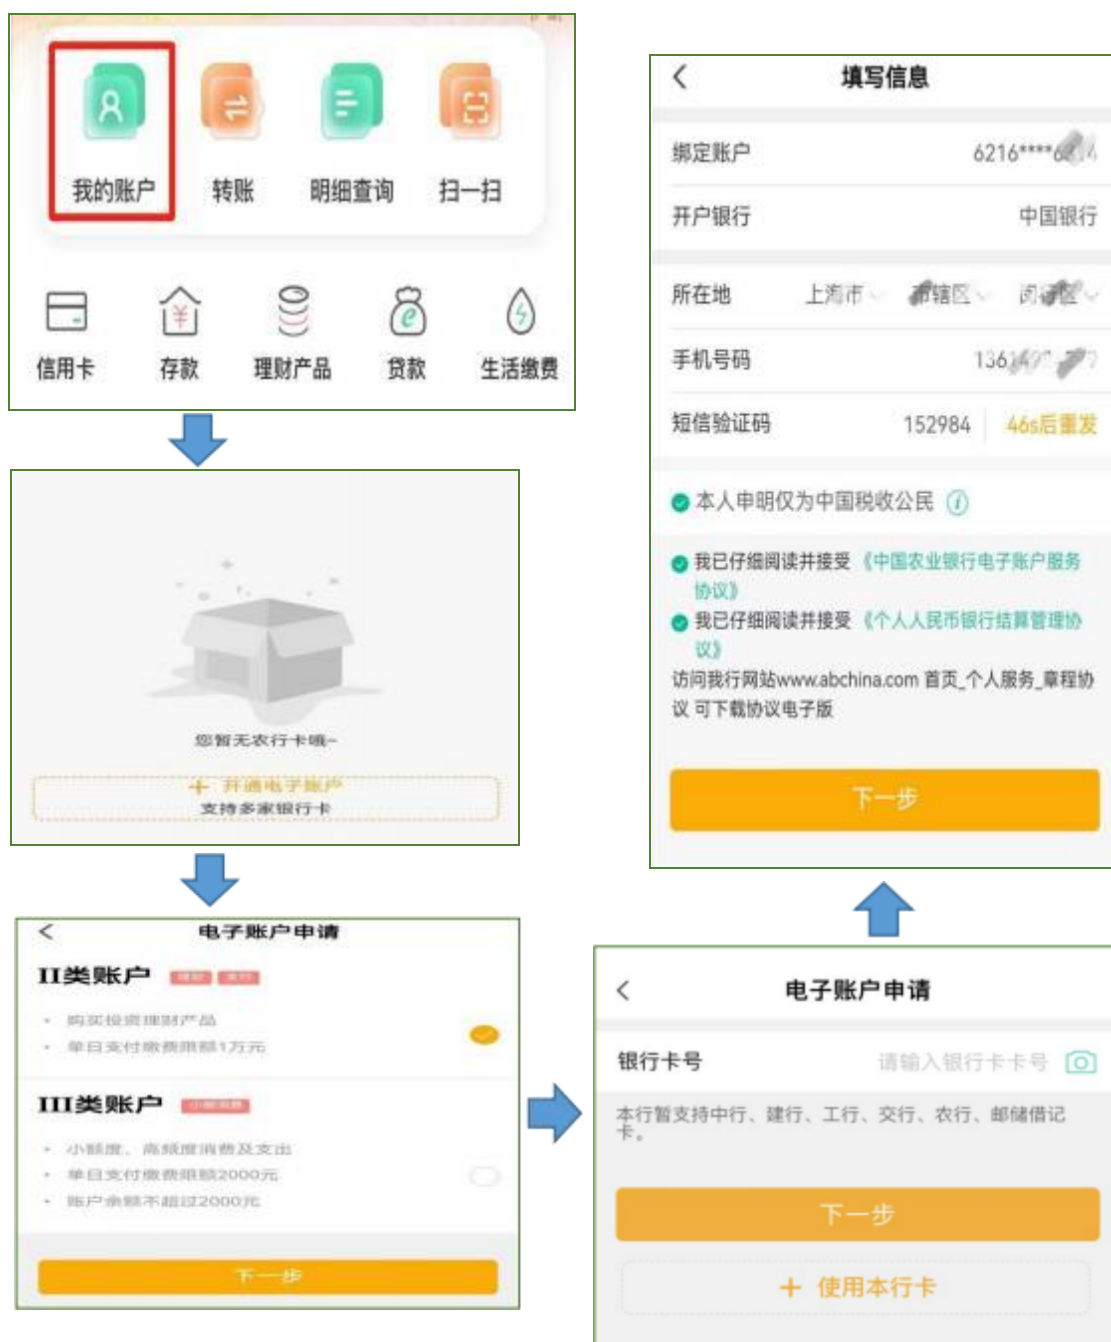 我的账户
转账
明细查询
扫一扫
信用卡
存款
理财产品
贷款
生活缴费
您暂无农行卡哦~
+ 开通电子账户
支持多家银行卡
电子账户申请
II类账户
• 购买投资理财产品
• 单日支付缴费限额1万元
III类账户
• 小额度、高频度消费及支出
• 单日支付缴费限额2000元
• 账户余额不超过2000元
下一步
电子账户申请
银行卡号 请输入银行卡卡号
本行暂支持中行、建行、工行、交行、农行、邮储借记
卡。
下一步
+ 使用本行卡
填写信息
绑定账户 6216****6
开户银行 中国银行
所在地 上海市 市辖区 闵行区
手机号码 136
短信验证码 152984 46s后重发
本人申明仅为中国税收公民
我已仔细阅读并接受 《中国农业银行电子账户服务
协议》
我已仔细阅读并接受 《个人人民币银行结算管理协
议》
访问我行网站www.abchina.com 首页_个人服务_章程协
议 可下载协议电子版
下一步